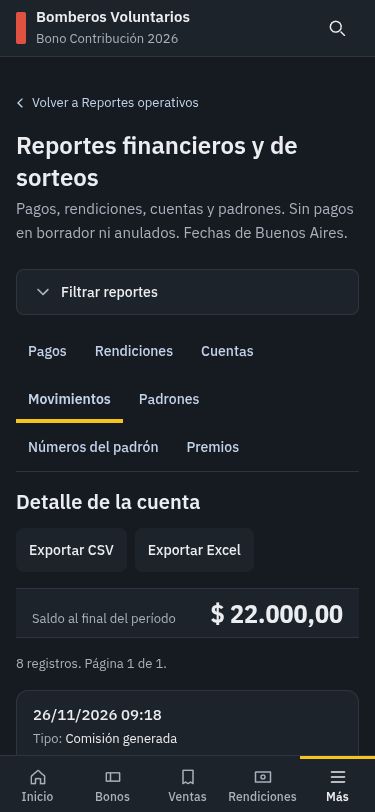 Bomberos Voluntarios
Bono Contribución 2026
Volver a Reportes operativos
Reportes financieros y de
sorteos
Pagos, rendiciones, cuentas y padrones. Sin pagos
en borrador ni anulados. Fechas de Buenos Aires.
Filtrar reportes
Pagos Rendiciones Cuentas
Movimientos Padrones
Números del padrón Premios
Detalle de la cuenta
Exportar CSV Exportar Excel
Saldo al final del período $ 22.000,00
8 registros. Página 1 de 1.
26/11/2026 09:18
Tipo: Comisión generada
Inicio Bonos Ventas Rendiciones Más